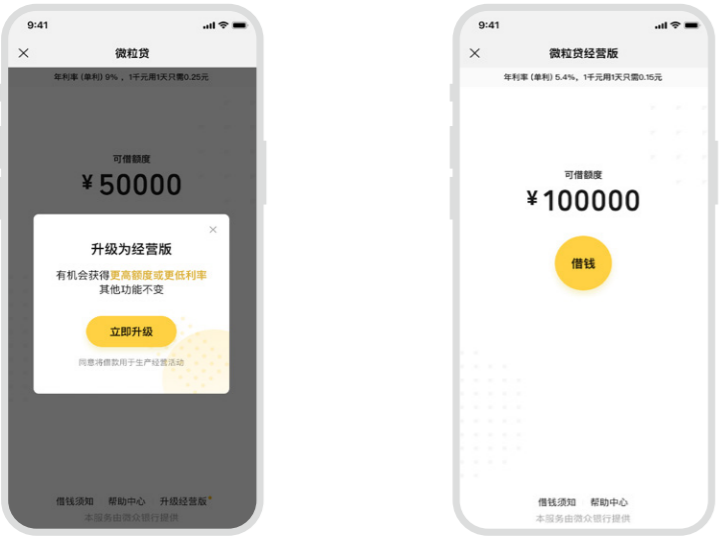 9:41
微粒贷
年利率 (单利) 9% ，1千元用1天只需0.25元
可借额度
¥50000
升级为经营版
有机会获得更高额度或更低利率
其他功能不变
立即升级
同意将借款用于生产经营活动
借钱须知 帮助中心 升级经营版
本服务由微众银行提供
9:41
微粒贷经营版
年利率 (单利) 5.4%，1千元用1天只需0.15元
可借额度
¥100000
借钱
借钱须知 帮助中心
本服务由微众银行提供